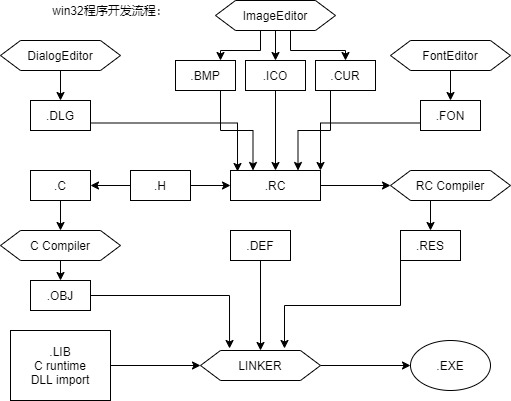 win32程序开发流程：
ImageEditor
DialogEditor
FontEditor
.BMP
.ICO
.CUR
.DLG
.FON
.C
.H
.RC
RC Compiler
C Compiler
.DEF
.RES
.OBJ
.LIB
C runtime
DLL import
LINKER
.EXE